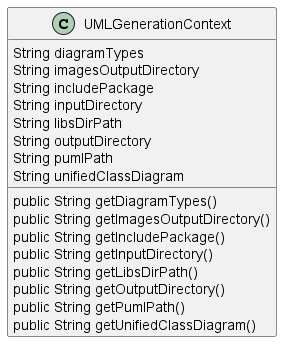 C UMLGenerationContext
String diagramTypes
String imagesOutputDirectory
String includePackage
String inputDirectory
String libsDirPath
String outputDirectory
String pumlPath
String unifiedClassDiagram
public String getDiagramTypes()
public String getImagesOutputDirectory()
public String getIncludePackage()
public String getInputDirectory()
public String getLibsDirPath()
public String getOutputDirectory()
public String getPumlPath()
public String getUnifiedClassDiagram()